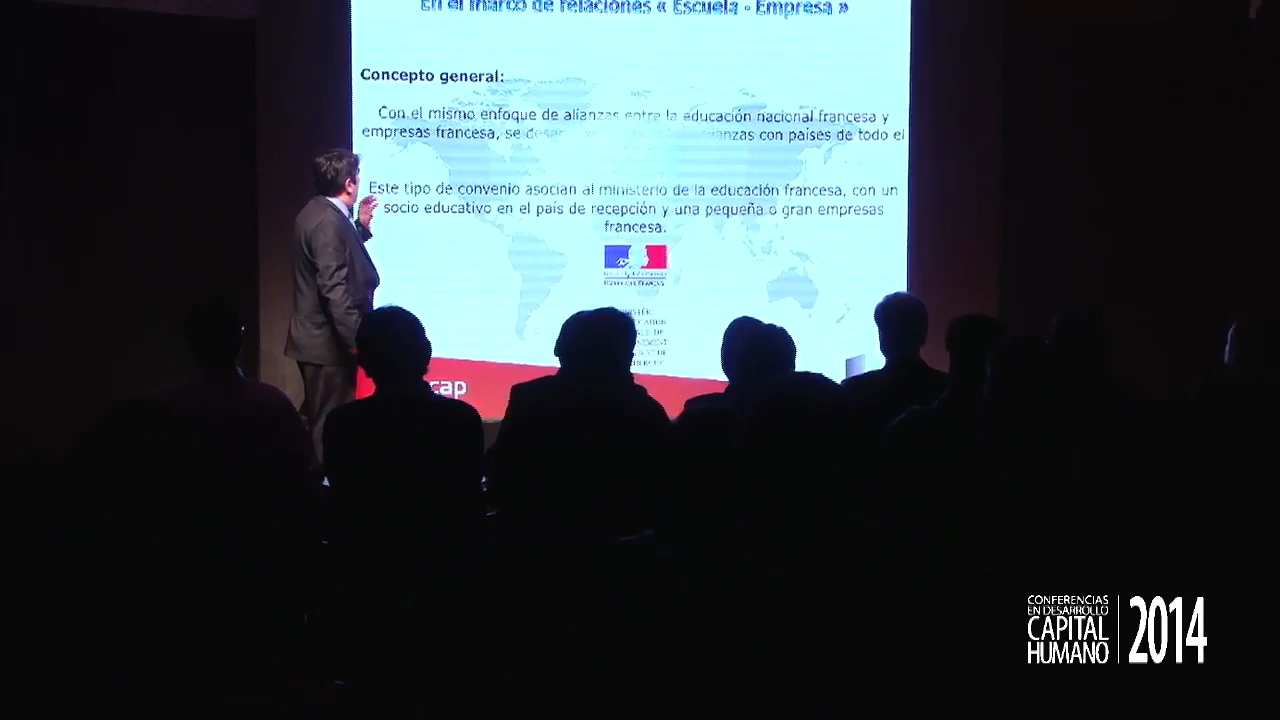 En el marco de relaciones « Escuela - Empresa »
Concepto general:
Con el mismo enfoque de alianzas entre la educación nacional francesa y
empresas francesa, se con países de todo el
Este tipo de convenio asocian al ministerio de la educación francesa, con un
socio educativo en el país de recepción y una pequeña o gran empresas
francesa.
cap
CONFERENCIAS
EN DESARROLLO
CAPITAL
HUMANO
2014